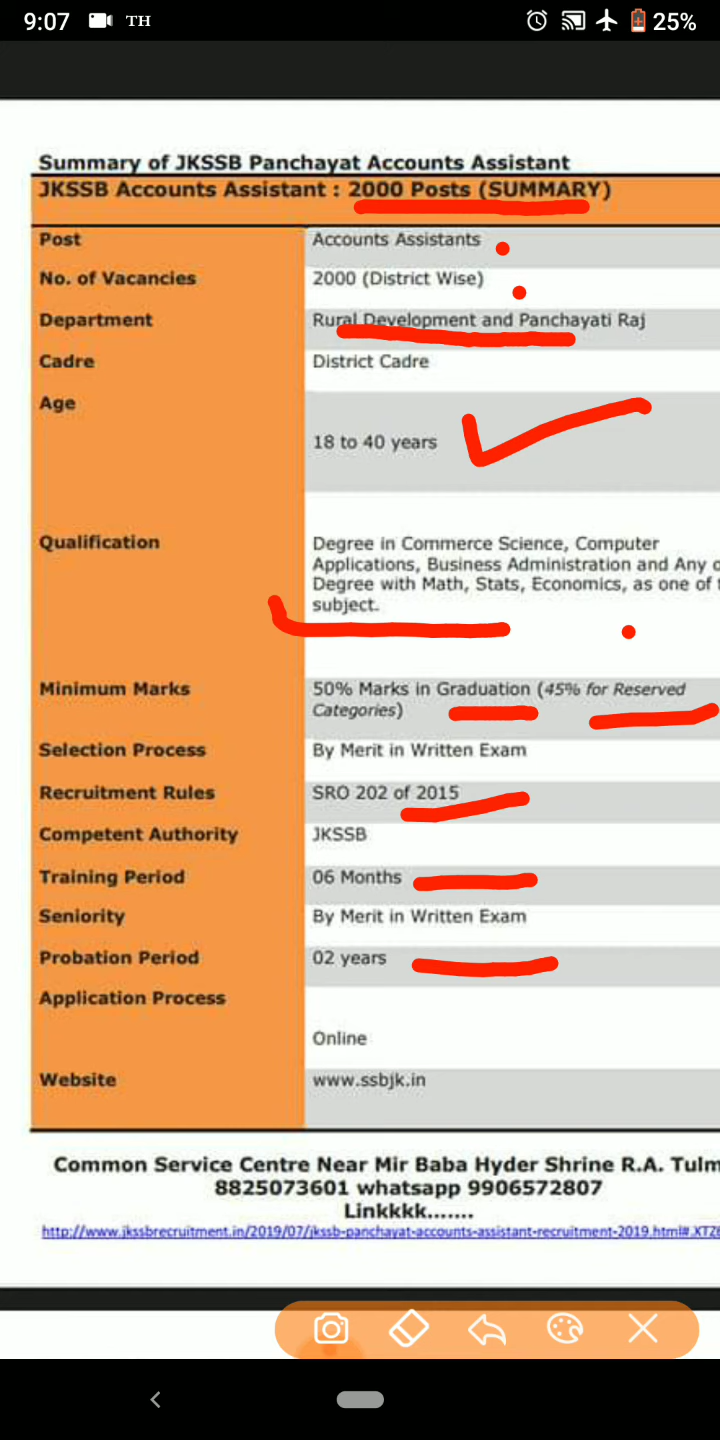 9:07 TH 25%
Summary of JKSSB Panchayat Accounts Assistant
JKSSB Accounts Assistant : 2000 Posts (SUMMARY)
Post Accounts Assistants
No. of Vacancies 2000 (District Wise)
Department Rural Development and Panchayati Raj
Cadre District Cadre
Age
18 to 40 years
Qualification Degree in Commerce Science, Computer
Applications, Business Administration and Any
Degree with Math, Stats, Economics, as one of
subject.
Minimum Marks 50% Marks in Graduation (45% for Reserved
Categories)
Selection Process By Merit in Written Exam
Recruitment Rules SRO 202 of 2015
Competent Authority JKSSB
Training Period 06 Months
Seniority By Merit in Written Exam
Probation Period 02 years
Application Process
Online
Website www.ssbjk.in
Common Service Centre Near Mir Baba Hyder Shrine R.A. Tulm
8825073601 whatsapp 9906572807
Linkkkk.......
http://www.jkssbrecruitment.in/2019/07/jkssb-panchayat-accounts-assistant-recruitment-2019.html#.XTZ